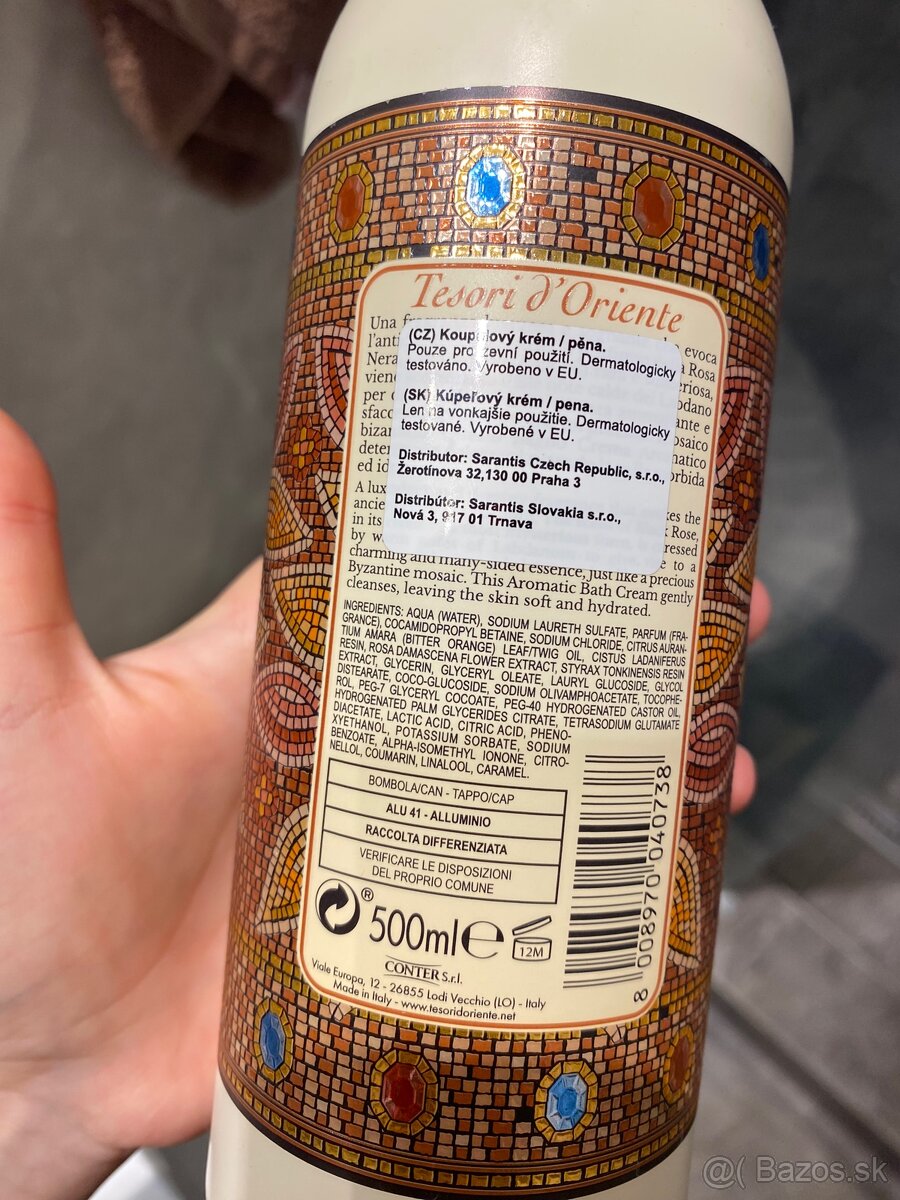 Tesori d'Oriente
Una
evoca
l'anti
Rosa
Nera
vien
per
sfacc
ante e
bizan
deter
ed id
orbida
(CZ) Koupelový krém / pěna.
Pouze pro zevní použití. Dermatologicky
testováno. Vyrobeno v EU.
(SK) Kúpeľový krém / pena.
Len na vonkajšie použitie. Dermatologicky
testované. Vyrobené v EU.
Distributor: Sarantis Czech Republic, s.r.o.,
Žerotínova 32,130 00 Praha 3
Distribútor: Sarantis Slovakia s.r.o.,
Nová 3, 917 01 Trnava
A lux
kes the
ancie
Rose,
in its
ressed
by w
to a
charming and many-sided essence, just like a precious
Byzantine mosaic. This Aromatic Bath Cream gently
cleanses, leaving the skin soft and hydrated.
INGREDIENTS: AQUA (WATER), SODIUM LAURETH SULFATE, PARFUM (FRA-
GRANCE), COCAMIDOPROPYL BETAINE, SODIUM CHLORIDE, CITRUS AURAN-
TIUM AMARA (BITTER ORANGE) LEAF/TWIG OIL, CISTUS LADANIFERUS
RESIN, ROSA DAMASCENA FLOWER EXTRACT, STYRAX TONKINENSIS RESIN
EXTRACT, GLYCERIN, GLYCERYL OLEATE, LAURYL GLUCOSIDE, GLYCOL
DISTEARATE, COCO-GLUCOSIDE, SODIUM OLIVAMPHOACETATE, TOCOPHE-
ROL, PEG-7 GLYCERYL COCOATE, PEG-40 HYDROGENATED CASTOR OIL,
HYDROGENATED PALM GLYCERIDES CITRATE, TETRASODIUM GLUTAMATE
DIACETATE, LACTIC ACID, CITRIC ACID, PHENO-
XYETHANOL, POTASSIUM SORBATE, SODIUM
BENZOATE, ALPHA-ISOMETHYL IONONE, CITRO-
NELLOL, COUMARIN, LINALOOL, CARAMEL.
BOMBOLA/CAN - TAPPO/CAP
ALU 41 - ALLUMINIO
RACCOLTA DIFFERENZIATA
VERIFICARE LE DISPOSIZIONI
DEL PROPRIO COMUNE
® 500ml e 12M
8 008970 040738
CONTER S.r.l.
Viale Europa, 12 - 26855 Lodi Vecchio (LO) - Italy
Made in Italy - www.tesoridoriente.net
@( Bazos.sk